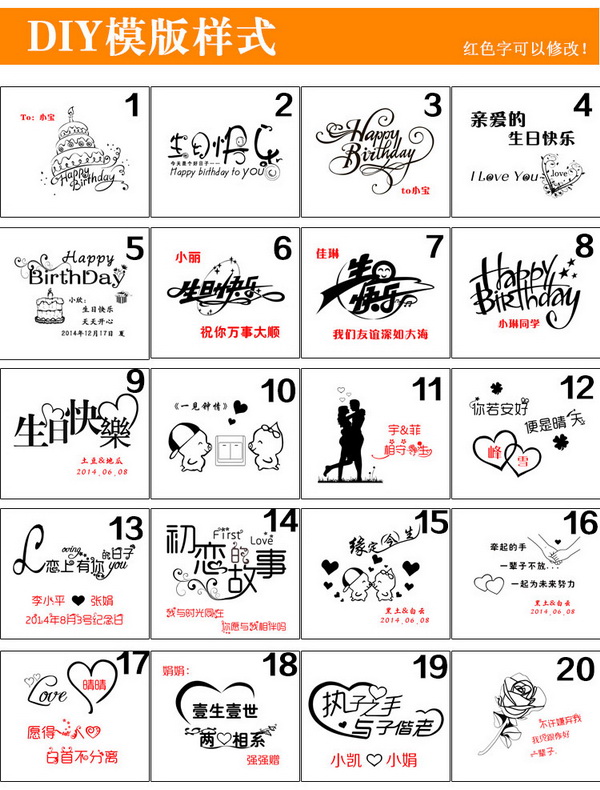 DIY模版样式
红色字可以修改!
1
To: 小宝
Happy
Birthday
2
生日快乐
今天是个好日子——
Happy birthday to you
3
Happy
Birthday
to小宝
4
亲爱的
生日快乐
I Love You
love
5
Happy
BirthDay
小欣:
生日快乐
天天开心
2014年12月17日 夏
6
小丽
生日快乐
祝你万事大顺
7
佳琳
生日快乐
我们友谊深如大海
8
Happy
Birthday
小琳同学
9
生日快樂
土豆&地瓜
2014.06.08
10
《一见钟情》
11
宇&菲
相守一生
12
你若安好
便是晴天
峰
雪
13
Loving you
恋上有你的日子
李小平 张娟
2014年8月3号纪念日
14
First Love
初恋的故事
我与时光同在
你愿与我相伴吗
15
缘定今生
黑土&白云
2014.06.08
16
牵起的手
一辈子不放...
一起为未来努力
黑土&白云
2014.06.08
17
Love
晴晴
愿得一人心
白首不分离
18
娟娟:
壹生壹世
两心相系
强强赠
19
执子之手
与子偕老
小凯 小娟
20
不许嫌弃我
我想跟你好
一辈子.